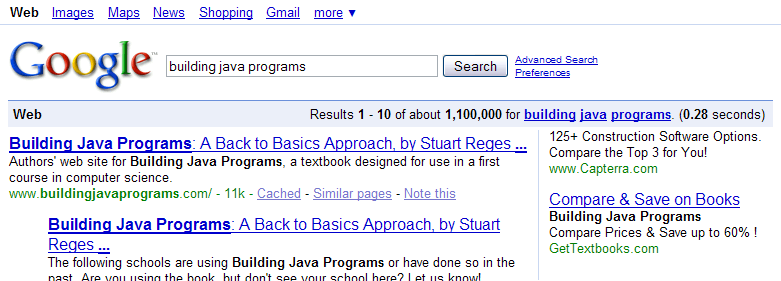 Web Images Maps News Shopping Gmail more ▼
Google™
building java programs
Search
Advanced Search
Preferences
Web
Results 1 - 10 of about 1,100,000 for building java programs. (0.28 seconds)
Building Java Programs: A Back to Basics Approach, by Stuart Reges ...
Authors' web site for Building Java Programs, a textbook designed for use in a first
course in computer science.
www.buildingjavaprograms.com/ - 11k - Cached - Similar pages - Note this
Building Java Programs: A Back to Basics Approach, by Stuart
Reges ...
The following schools are using Building Java Programs or have done so in the
past. Are you using the book, but don't see your school here? Let us know!
125+ Construction Software Options.
Compare the Top 3 for You!
www.Capterra.com
Compare & Save on Books
Building Java Programs
Compare Prices & Save up to 60% !
GetTextbooks.com